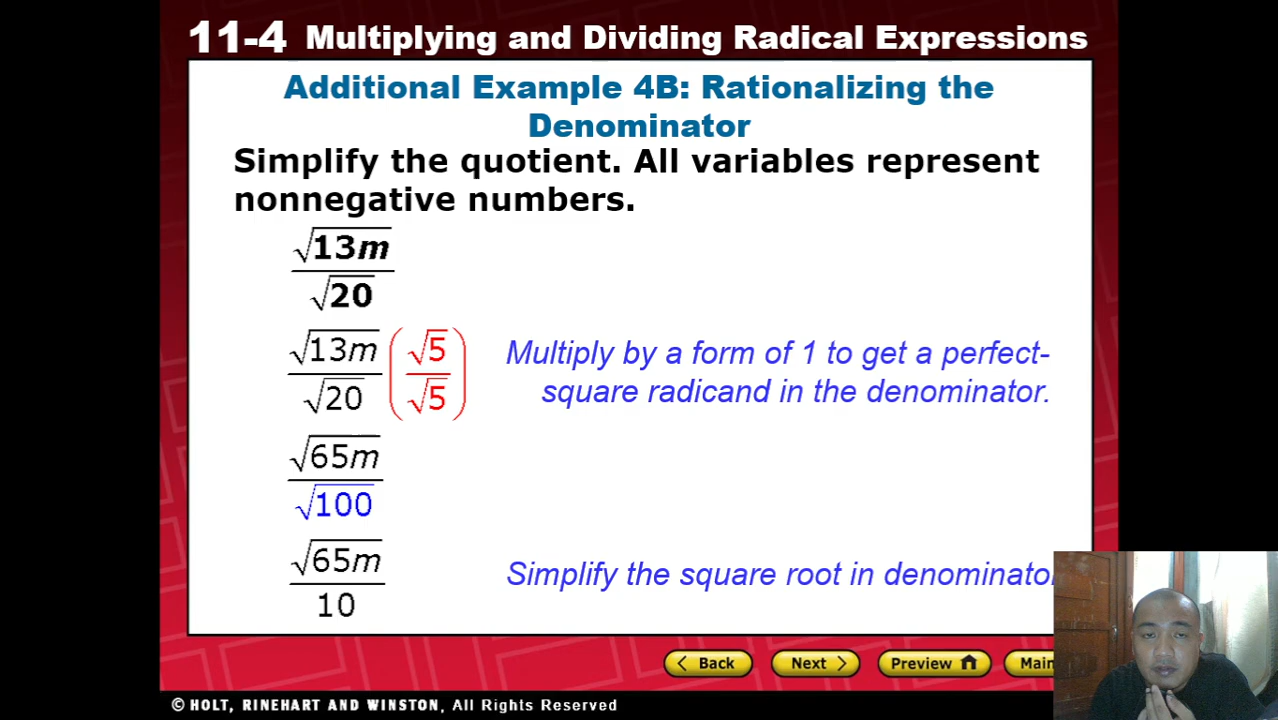 11-4 Multiplying and Dividing Radical Expressions
Additional Example 4B: Rationalizing the
Denominator
Simplify the quotient. All variables represent
nonnegative numbers.
√13m
√20
√13m (√5
√20 √5)
Multiply by a form of 1 to get a perfect-
square radicand in the denominator.
√65m
√100
√65m
10
Simplify the square root in denominato
< Back
Next >
Preview
Main
© HOLT, RINEHART AND WINSTON, All Rights Reserved